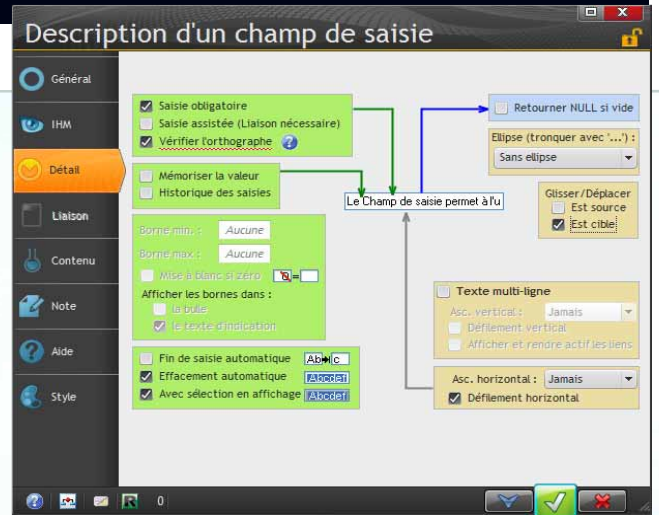 Description d'un champ de saisie
Général
IHM
Détail
Liaison
Contenu
Note
Aide
Style
Saisie obligatoire
Saisie assistée (Liaison nécessaire)
Vérifier l'orthographe
Mémoriser la valeur
Historique des saisies
Borne min. : Aucune
Borne max. : Aucune
Mise à blanc si zéro
Afficher les bornes dans :
la bulle
le texte d'indication
Fin de saisie automatique Ab c
Effacement automatique Abcdef
Avec sélection en affichage Abcdef
Le Champ de saisie permet à l'u
Retourner NULL si vide
Ellipse (tronquer avec '...') :
Sans ellipse
Glisser/Déplacer
Est source
Est cible
Texte multi-ligne
Asc. vertical : Jamais
Défilement vertical
Afficher et rendre actif les liens
Asc. horizontal : Jamais
Défilement horizontal
0